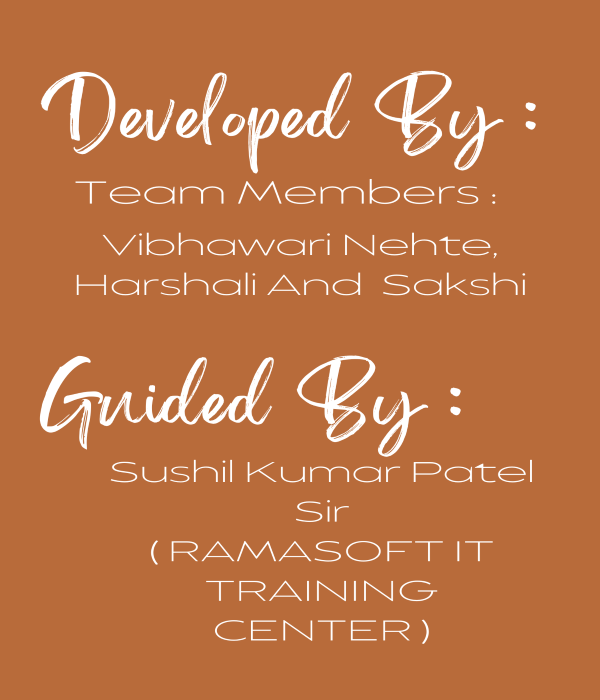 Developed By :
Team Members :
Vibhawari Nehte,
Harshali And Sakshi
Guided By :
Sushil Kumar Patel
Sir
( RAMASOFT IT
TRAINING
CENTER )